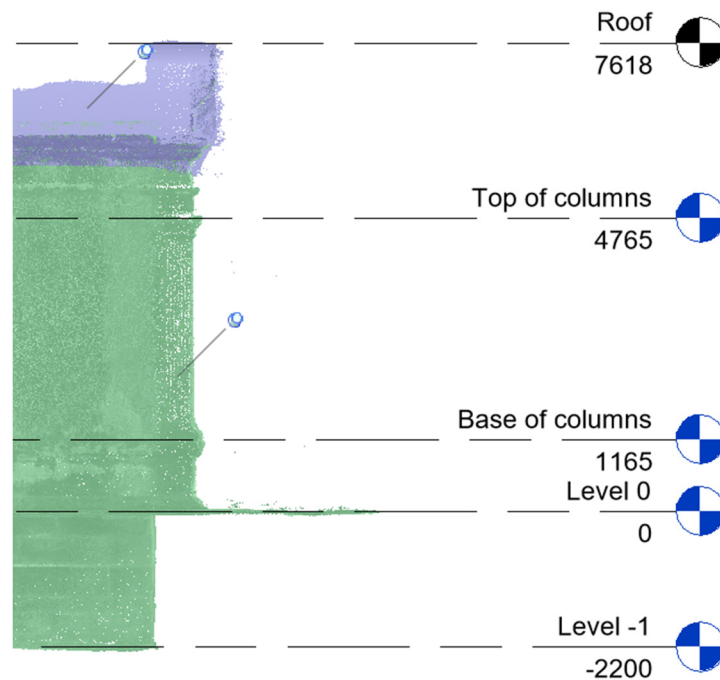 Roof
7618
Top of columns
4765
Base of columns
1165
Level 0
0
Level -1
-2200